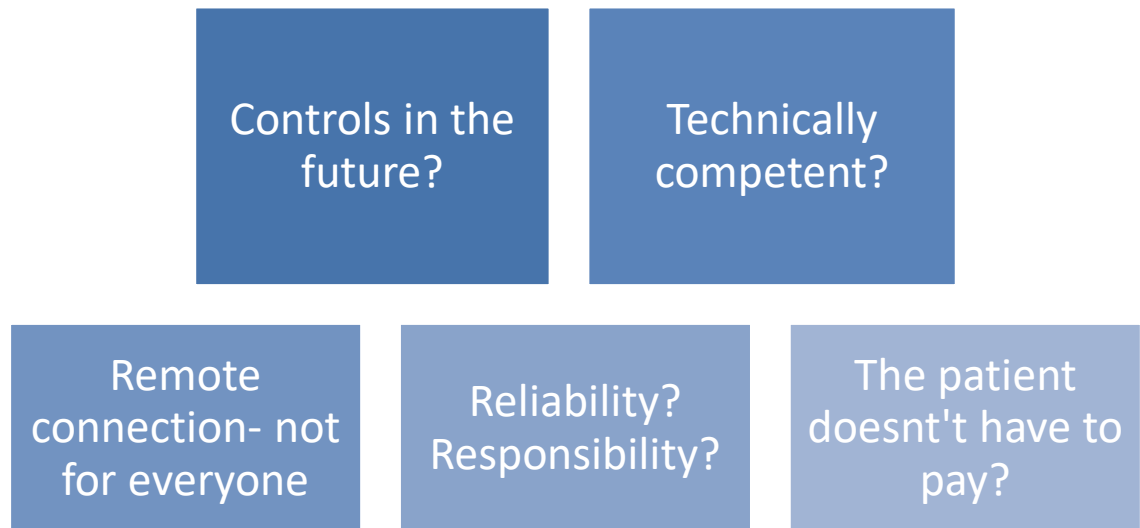 Controls in the
future?
Technically
competent?
Remote
connection- not
for everyone
Reliability?
Responsibility?
The patient
doesnt't have to
pay?